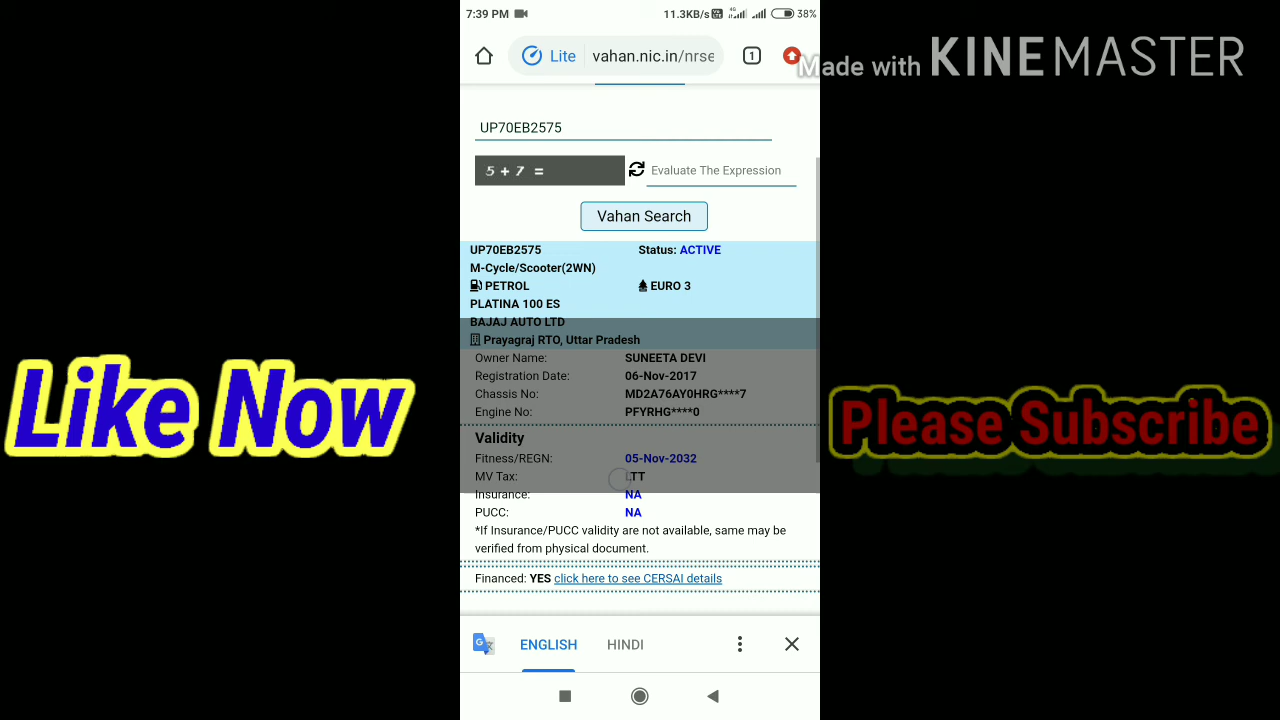 7:39 PM
11.3KB/s 4G 38%
Made with KINEMASTER
Lite
vahan.nic.in/nrse
1
UP70EB2575
5 + 7 =
Evaluate The Expression
Vahan Search
UP70EB2575 Status: ACTIVE
M-Cycle/Scooter(2WN)
PETROL EURO 3
PLATINA 100 ES
BAJAJ AUTO LTD
Prayagraj RTO, Uttar Pradesh
Owner Name: SUNEETA DEVI
Registration Date: 06-Nov-2017
Chassis No: MD2A76AY0HRG****7
Engine No: PFYRHG****0
Validity
Fitness/REGN: 05-Nov-2032
MV Tax: LTT
Insurance: NA
PUCC: NA
*If Insurance/PUCC validity are not available, same may be
verified from physical document.
Financed: YES click here to see CERSAI details
ENGLISH HINDI
Like Now
Please Subscribe